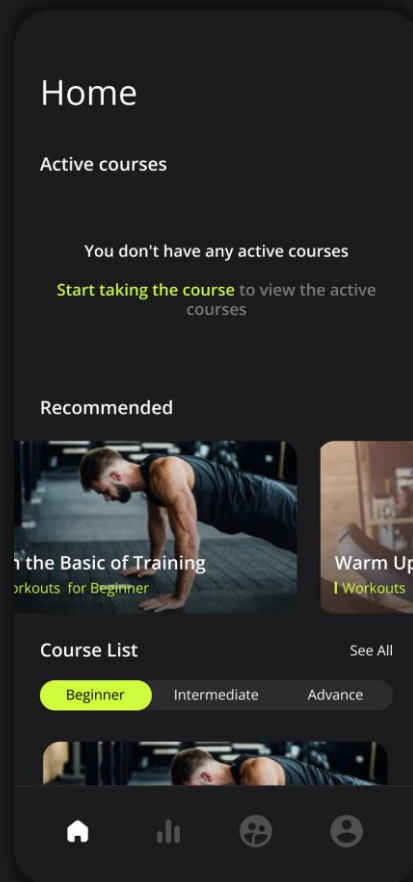 Home
Active courses
You don't have any active courses
Start taking the course to view the active
courses
Recommended
the Basic of Training
for Beginner
Warm Up
Workouts
Course List
See All
Beginner
Intermediate
Advance